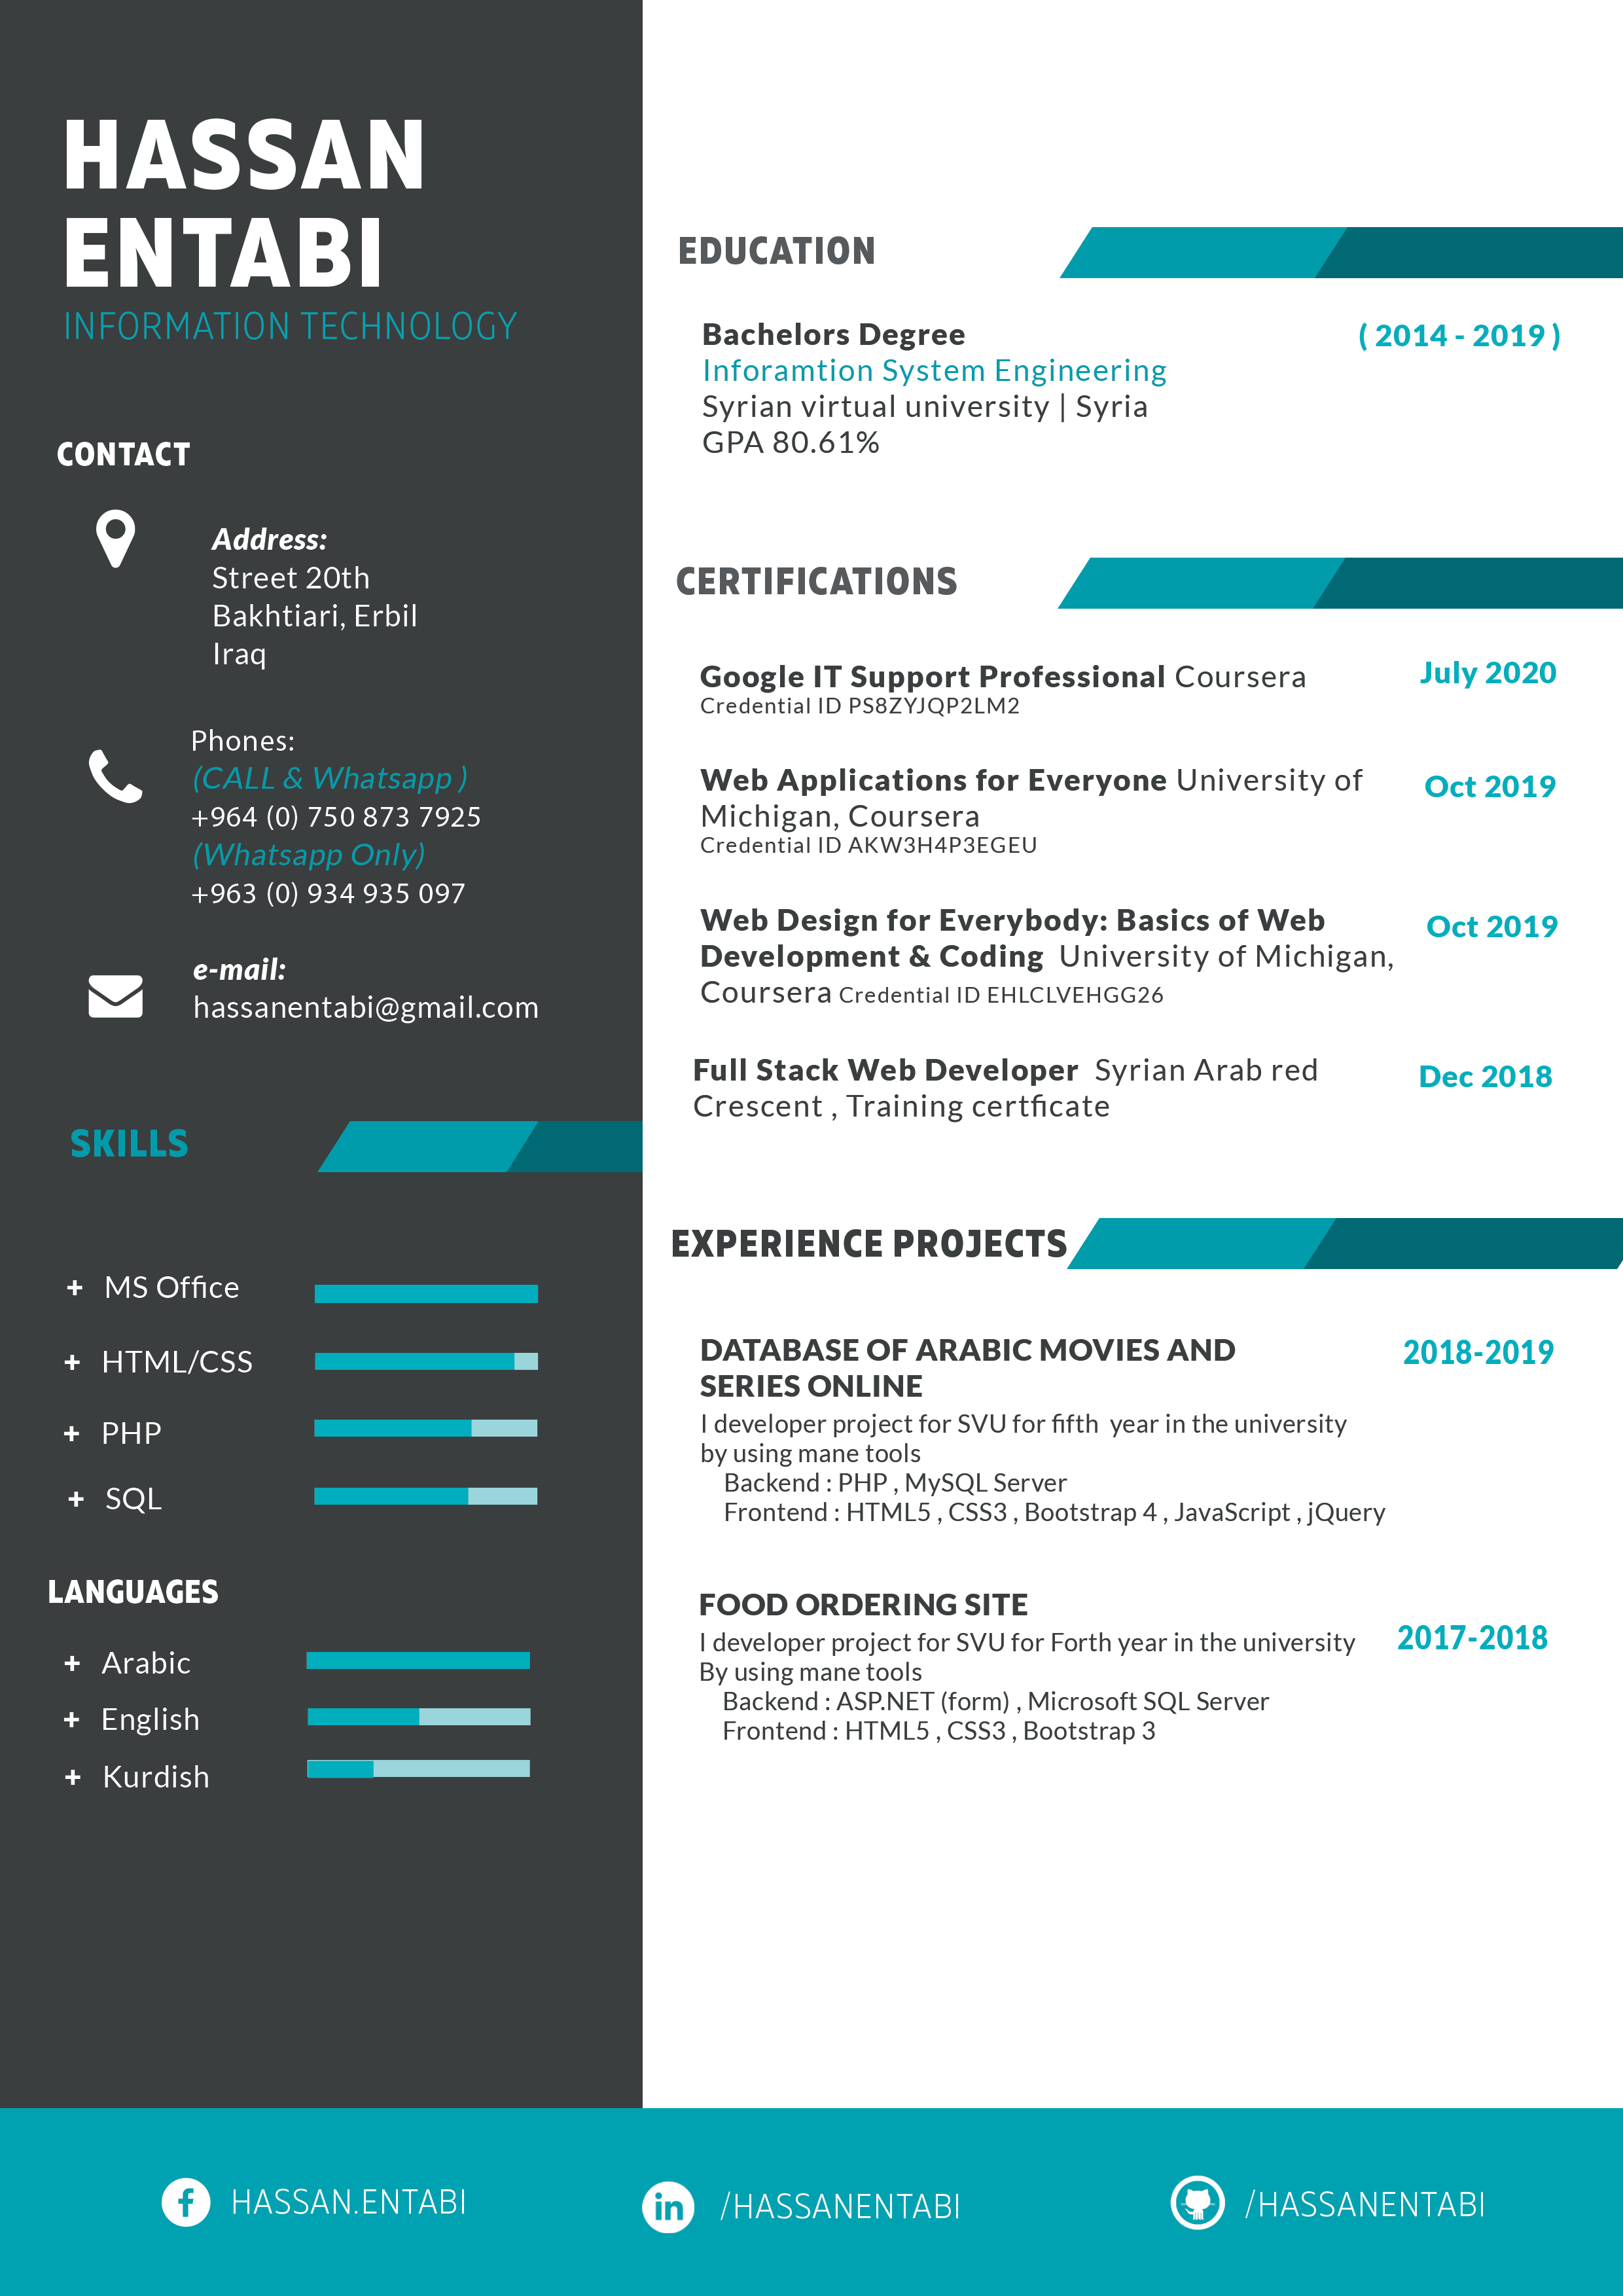 HASSAN
ENTABI
INFORMATION TECHNOLOGY
CONTACT
Address:
Street 20th
Bakhtiari, Erbil
Iraq
Phones:
(CALL & Whatsapp )
+964 (0) 750 873 7925
(Whatsapp Only)
+963 (0) 934 935 097
e-mail:
hassanentabi@gmail.com
SKILLS
+ MS Office
+ HTML/CSS
+ PHP
+ SQL
LANGUAGES
+ Arabic
+ English
+ Kurdish
EDUCATION
Bachelors Degree ( 2014 - 2019 )
Inforamtion System Engineering
Syrian virtual university | Syria
GPA 80.61%
CERTIFICATIONS
Google IT Support Professional Coursera July 2020
Credential ID PS8ZYJQP2LM2
Web Applications for Everyone University of Oct 2019
Michigan, Coursera
Credential ID AKW3H4P3EGEU
Web Design for Everybody: Basics of Web Oct 2019
Development & Coding University of Michigan,
Coursera Credential ID EHLCLVEHGG26
Full Stack Web Developer Syrian Arab red Dec 2018
Crescent , Training certficate
EXPERIENCE PROJECTS
DATABASE OF ARABIC MOVIES AND 2018-2019
SERIES ONLINE
I developer project for SVU for fifth year in the university
by using mane tools
Backend : PHP , MySQL Server
Frontend : HTML5 , CSS3 , Bootstrap 4 , JavaScript , jQuery
FOOD ORDERING SITE
I developer project for SVU for Forth year in the university 2017-2018
By using mane tools
Backend : ASP.NET (form) , Microsoft SQL Server
Frontend : HTML5 , CSS3 , Bootstrap 3
HASSAN.ENTABI
/HASSANENTABI
/HASSANENTABI